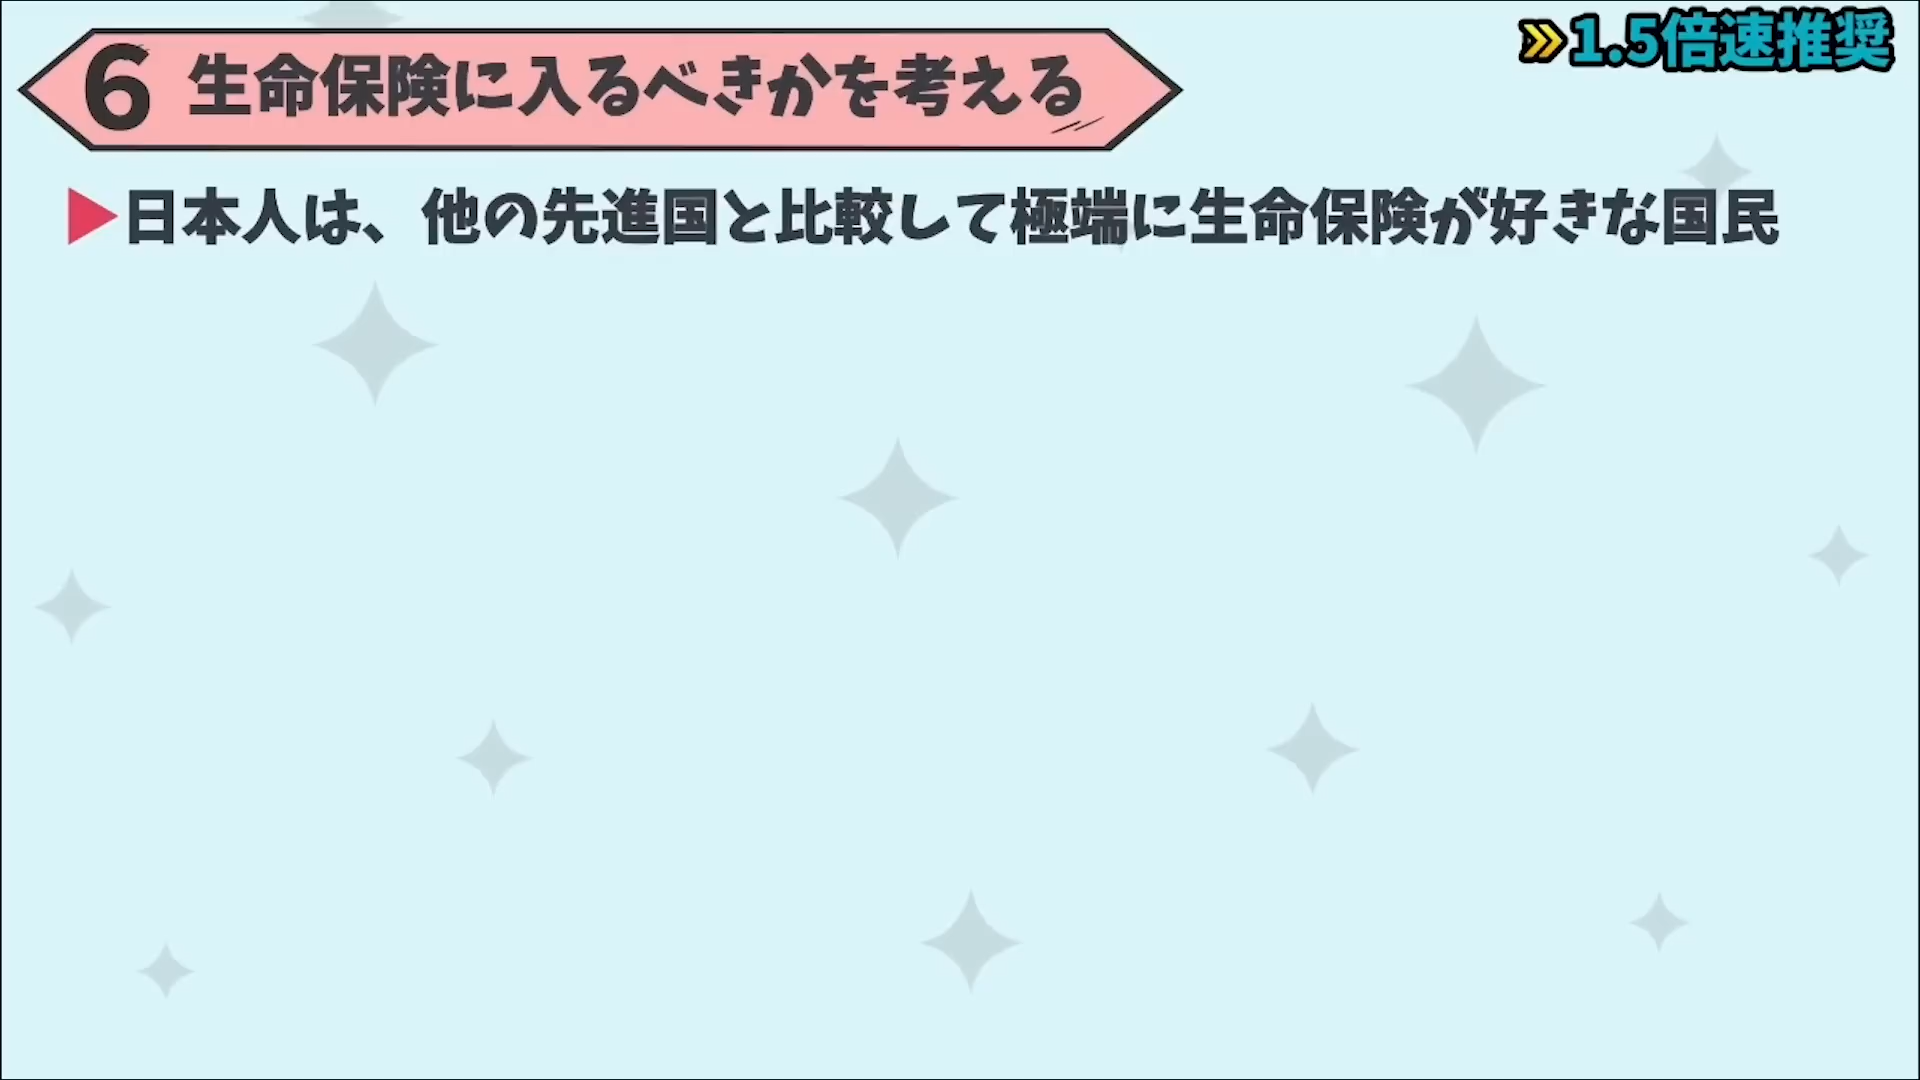 6 生命保険に入るべきかを考える
»1.5倍速推奨
▶日本人は、他の先進国と比較して極端に生命保険が好きな国民